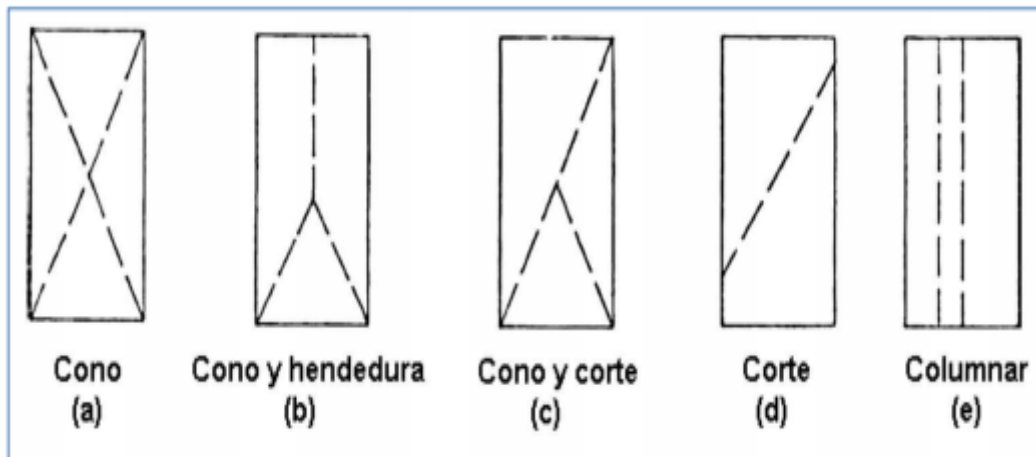 Cono
(a)
Cono y hendedura
(b)
Cono y corte
(c)
Corte
(d)
Columnar
(e)